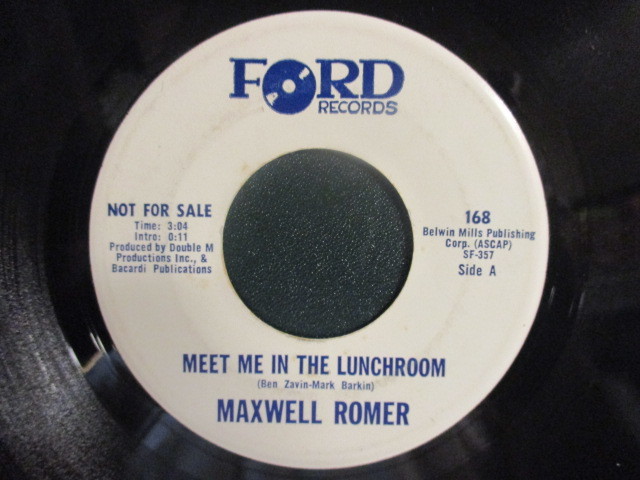 FORD
RECORDS
NOT FOR SALE
Time: 3:04
Intro: 0:11
Produced by Double M
Productions Inc., &
Bacardi Publications
168
Belwin Mills Publishing
Corp. (ASCAP)
SF-357
Side A
MEET ME IN THE LUNCHROOM
(Ben Zavin-Mark Barkin)
MAXWELL ROMER